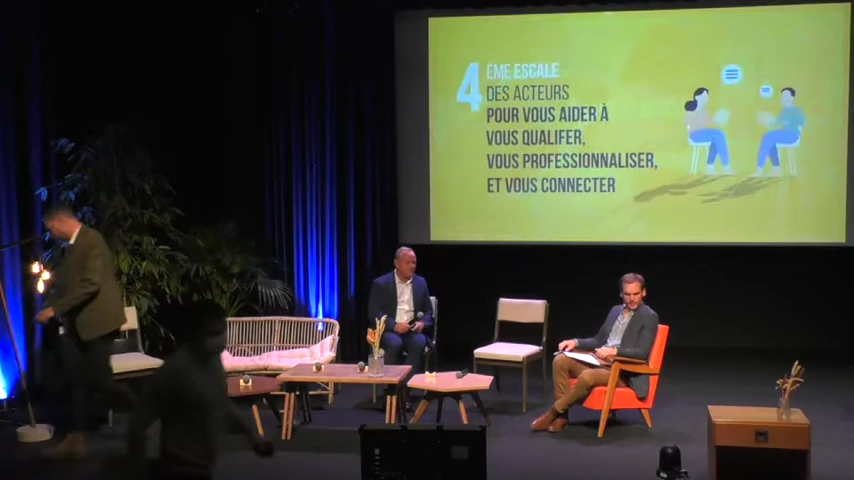 4 ÈME ESCALE
DES ACTEURS
POUR VOUS AIDER À
VOUS QUALIFER,
VOUS PROFESSIONNALISER,
ET VOUS CONNECTER